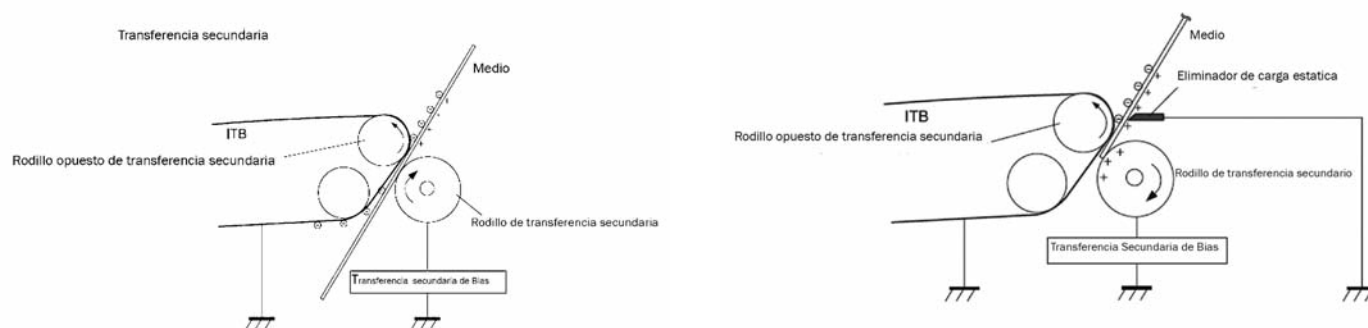 Transferencia secundaria
Medio
ITB
Rodillo opuesto de transferencia secundaria
Rodillo de transferencia secundaria
Transferencia secundaria de Bias
Medio
Eliminador de carga estatica
ITB
Rodillo opuesto de transferencia secundaria
Rodillo de transferencia secundario
Transferencia Secundaria de Bias